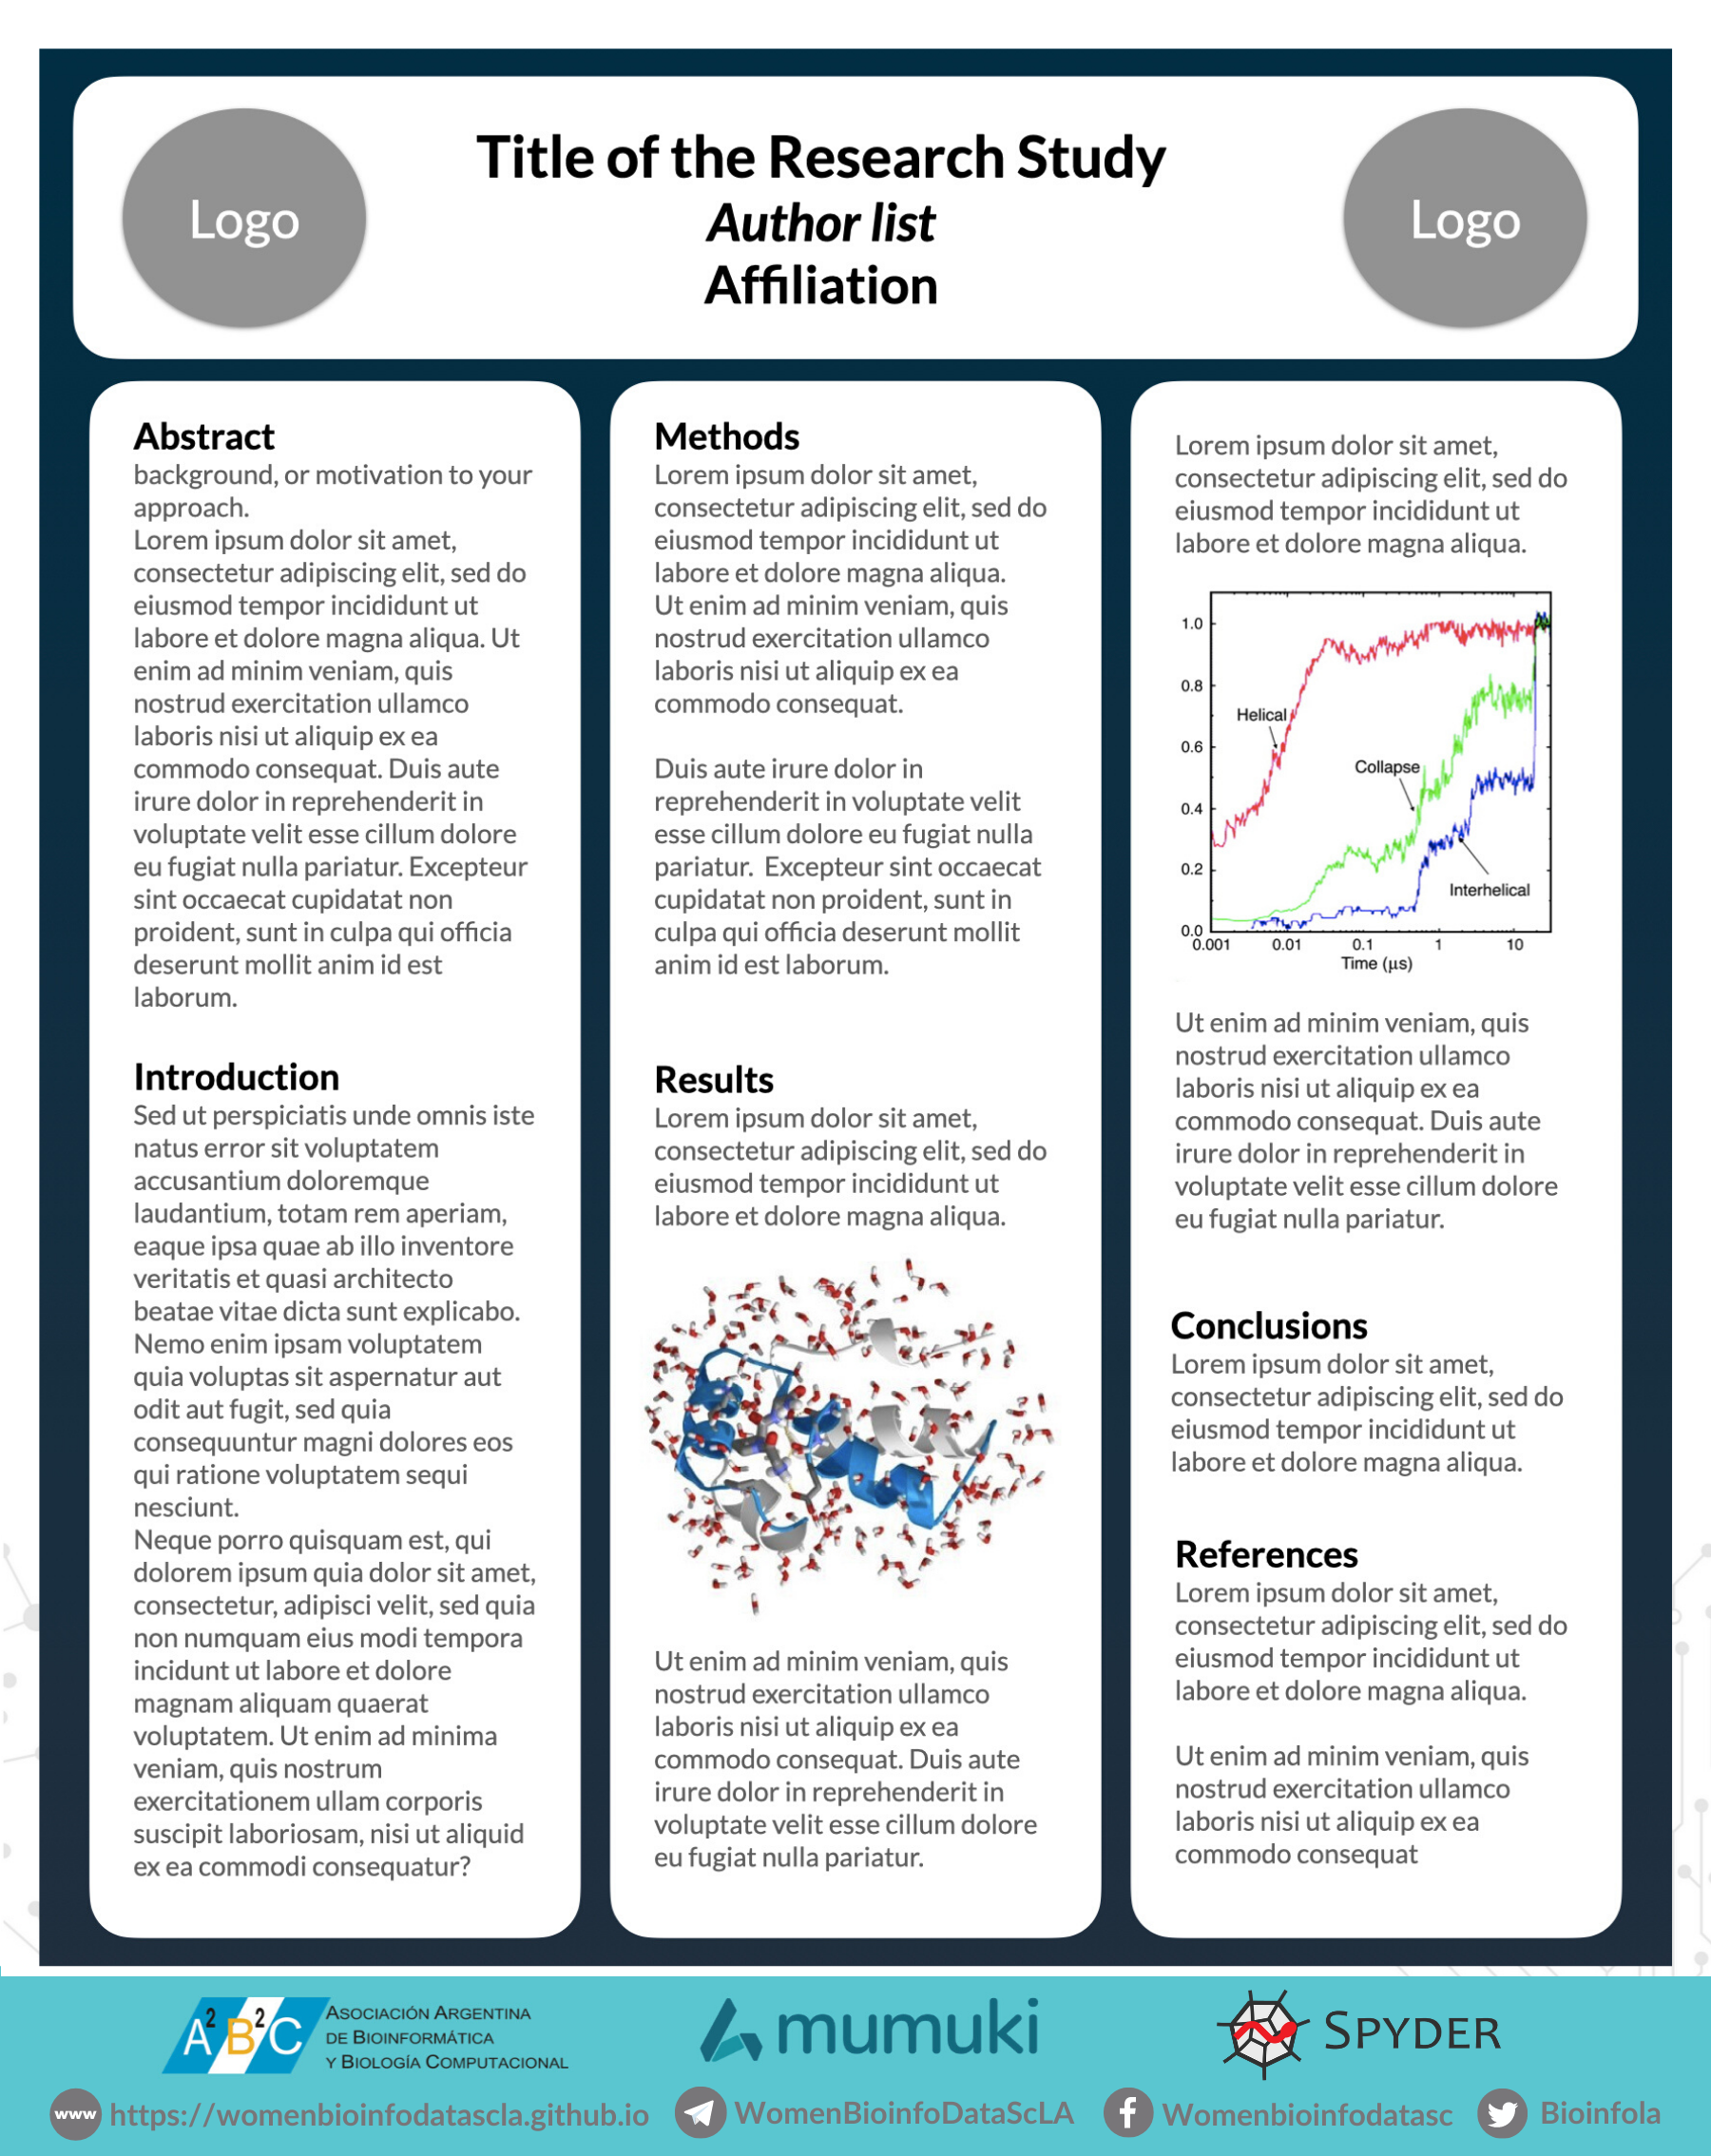 Logo
Title of the Research Study
Author list
Affiliation
Logo
Abstract
background, or motivation to your
approach.
Lorem ipsum dolor sit amet,
consectetur adipiscing elit, sed do
eiusmod tempor incididunt ut
labore et dolore magna aliqua. Ut
enim ad minim veniam, quis
nostrud exercitation ullamco
laboris nisi ut aliquip ex ea
commodo consequat. Duis aute
irure dolor in reprehenderit in
voluptate velit esse cillum dolore
eu fugiat nulla pariatur. Excepteur
sint occaecat cupidatat non
proident, sunt in culpa qui officia
deserunt mollit anim id est
laborum.
Introduction
Sed ut perspiciatis unde omnis iste
natus error sit voluptatem
accusantium doloremque
laudantium, totam rem aperiam,
eaque ipsa quae ab illo inventore
veritatis et quasi architecto
beatae vitae dicta sunt explicabo.
Nemo enim ipsam voluptatem
quia voluptas sit aspernatur aut
odit aut fugit, sed quia
consequuntur magni dolores eos
qui ratione voluptatem sequi
nesciunt.
Neque porro quisquam est, qui
dolorem ipsum quia dolor sit amet,
consectetur, adipisci velit, sed quia
non numquam eius modi tempora
incidunt ut labore et dolore
magnam aliquam quaerat
voluptatem. Ut enim ad minima
veniam, quis nostrum
exercitationem ullam corporis
suscipit laboriosam, nisi ut aliquid
ex ea commodi consequatur?
Methods
Lorem ipsum dolor sit amet,
consectetur adipiscing elit, sed do
eiusmod tempor incididunt ut
labore et dolore magna aliqua.
Ut enim ad minim veniam, quis
nostrud exercitation ullamco
laboris nisi ut aliquip ex ea
commodo consequat.
Duis aute irure dolor in
reprehenderit in voluptate velit
esse cillum dolore eu fugiat nulla
pariatur. Excepteur sint occaecat
cupidatat non proident, sunt in
culpa qui officia deserunt mollit
anim id est laborum.
Results
Lorem ipsum dolor sit amet,
consectetur adipiscing elit, sed do
eiusmod tempor incididunt ut
labore et dolore magna aliqua.
Ut enim ad minim veniam, quis
nostrud exercitation ullamco
laboris nisi ut aliquip ex ea
commodo consequat. Duis aute
irure dolor in reprehenderit in
voluptate velit esse cillum dolore
eu fugiat nulla pariatur.
Lorem ipsum dolor sit amet,
consectetur adipiscing elit, sed do
eiusmod tempor incididunt ut
labore et dolore magna aliqua.
1.0
0.8
Helical
0.6
Collapse
0.4
0.2
Interhelical
0.0
0.001 0.01 0.1 1 10
Time (μs)
Ut enim ad minim veniam, quis
nostrud exercitation ullamco
laboris nisi ut aliquip ex ea
commodo consequat. Duis aute
irure dolor in reprehenderit in
voluptate velit esse cillum dolore
eu fugiat nulla pariatur.
Conclusions
Lorem ipsum dolor sit amet,
consectetur adipiscing elit, sed do
eiusmod tempor incididunt ut
labore et dolore magna aliqua.
References
Lorem ipsum dolor sit amet,
consectetur adipiscing elit, sed do
eiusmod tempor incididunt ut
labore et dolore magna aliqua.
Ut enim ad minim veniam, quis
nostrud exercitation ullamco
laboris nisi ut aliquip ex ea
commodo consequat
A2B2C
Asociación Argentina
de Bioinformática
y Biología Computacional
mumuki
SPYDER
www https://womenbioinfodatascla.github.io
WomenBioinfoDataScLA
f Womenbioinfodatasc
Bioinfola